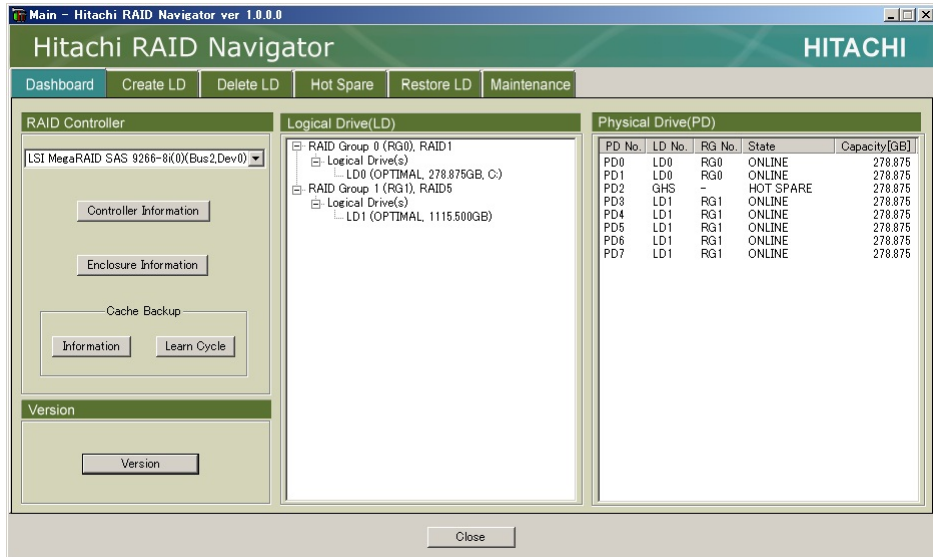 Main - Hitachi RAID Navigator ver 1.0.0.0
Hitachi RAID Navigator
HITACHI
Dashboard Create LD Delete LD Hot Spare Restore LD Maintenance
RAID Controller
LSI MegaRAID SAS 9266-8i(0)(Bus2,Dev0)
Controller Information
Enclosure Information
Cache Backup
Information Learn Cycle
Version
Version
Logical Drive(LD)
RAID Group 0 (RG0), RAID1
Logical Drive(s)
LD0 (OPTIMAL, 278.875GB, C:)
RAID Group 1 (RG1), RAID5
Logical Drive(s)
LD1 (OPTIMAL, 1115.500GB)
Physical Drive(PD)
PD No. LD No. RG No. State Capacity[GB]
PD0 LD0 RG0 ONLINE 278.875
PD1 LD0 RG0 ONLINE 278.875
PD2 GHS - HOT SPARE 278.875
PD3 LD1 RG1 ONLINE 278.875
PD4 LD1 RG1 ONLINE 278.875
PD5 LD1 RG1 ONLINE 278.875
PD6 LD1 RG1 ONLINE 278.875
PD7 LD1 RG1 ONLINE 278.875
Close